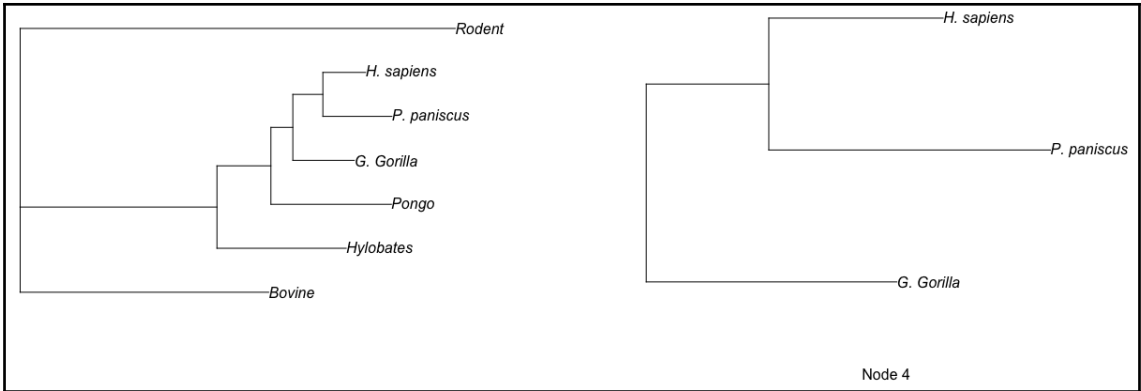 Rodent
H. sapiens
P. paniscus
G. Gorilla
Pongo
Hylobates
Bovine
H. sapiens
P. paniscus
G. Gorilla
Node 4